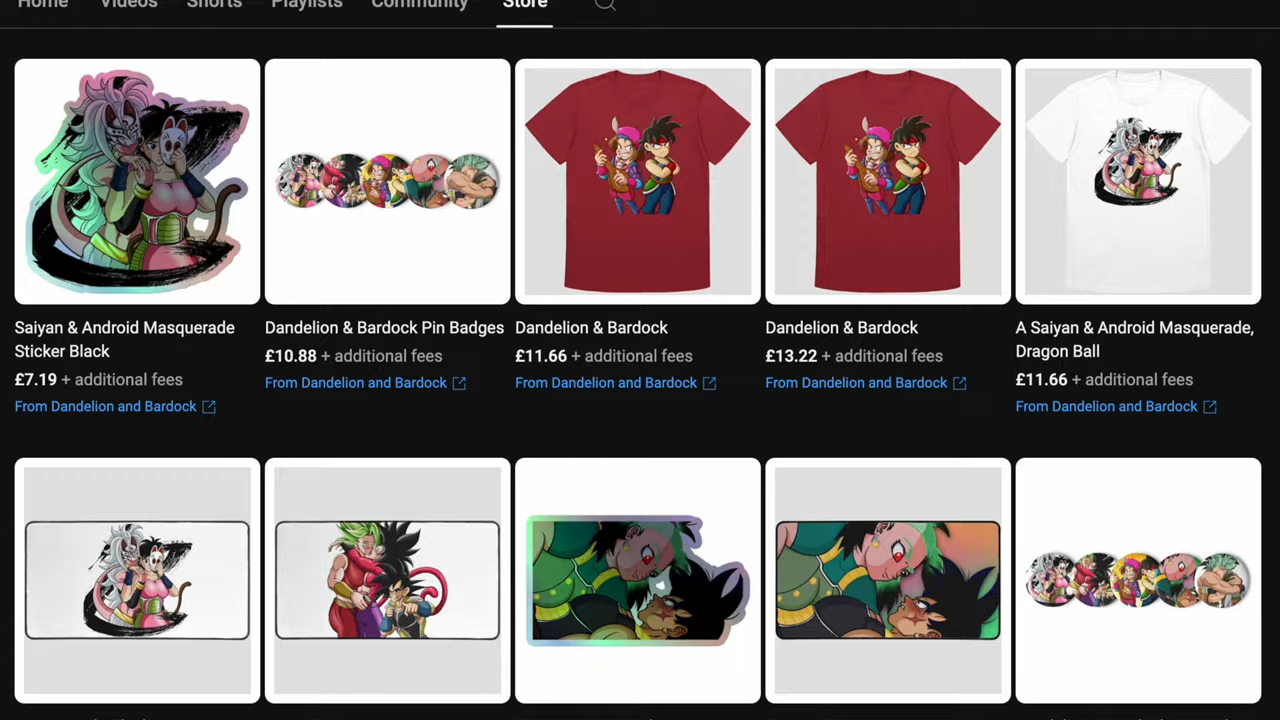 Home Videos Shorts Playlists Community Store
Saiyan & Android Masquerade
Sticker Black
£7.19 + additional fees
From Dandelion and Bardock
Dandelion & Bardock Pin Badges
£10.88 + additional fees
From Dandelion and Bardock
Dandelion & Bardock
£11.66 + additional fees
From Dandelion and Bardock
Dandelion & Bardock
£13.22 + additional fees
From Dandelion and Bardock
A Saiyan & Android Masquerade,
Dragon Ball
£11.66 + additional fees
From Dandelion and Bardock